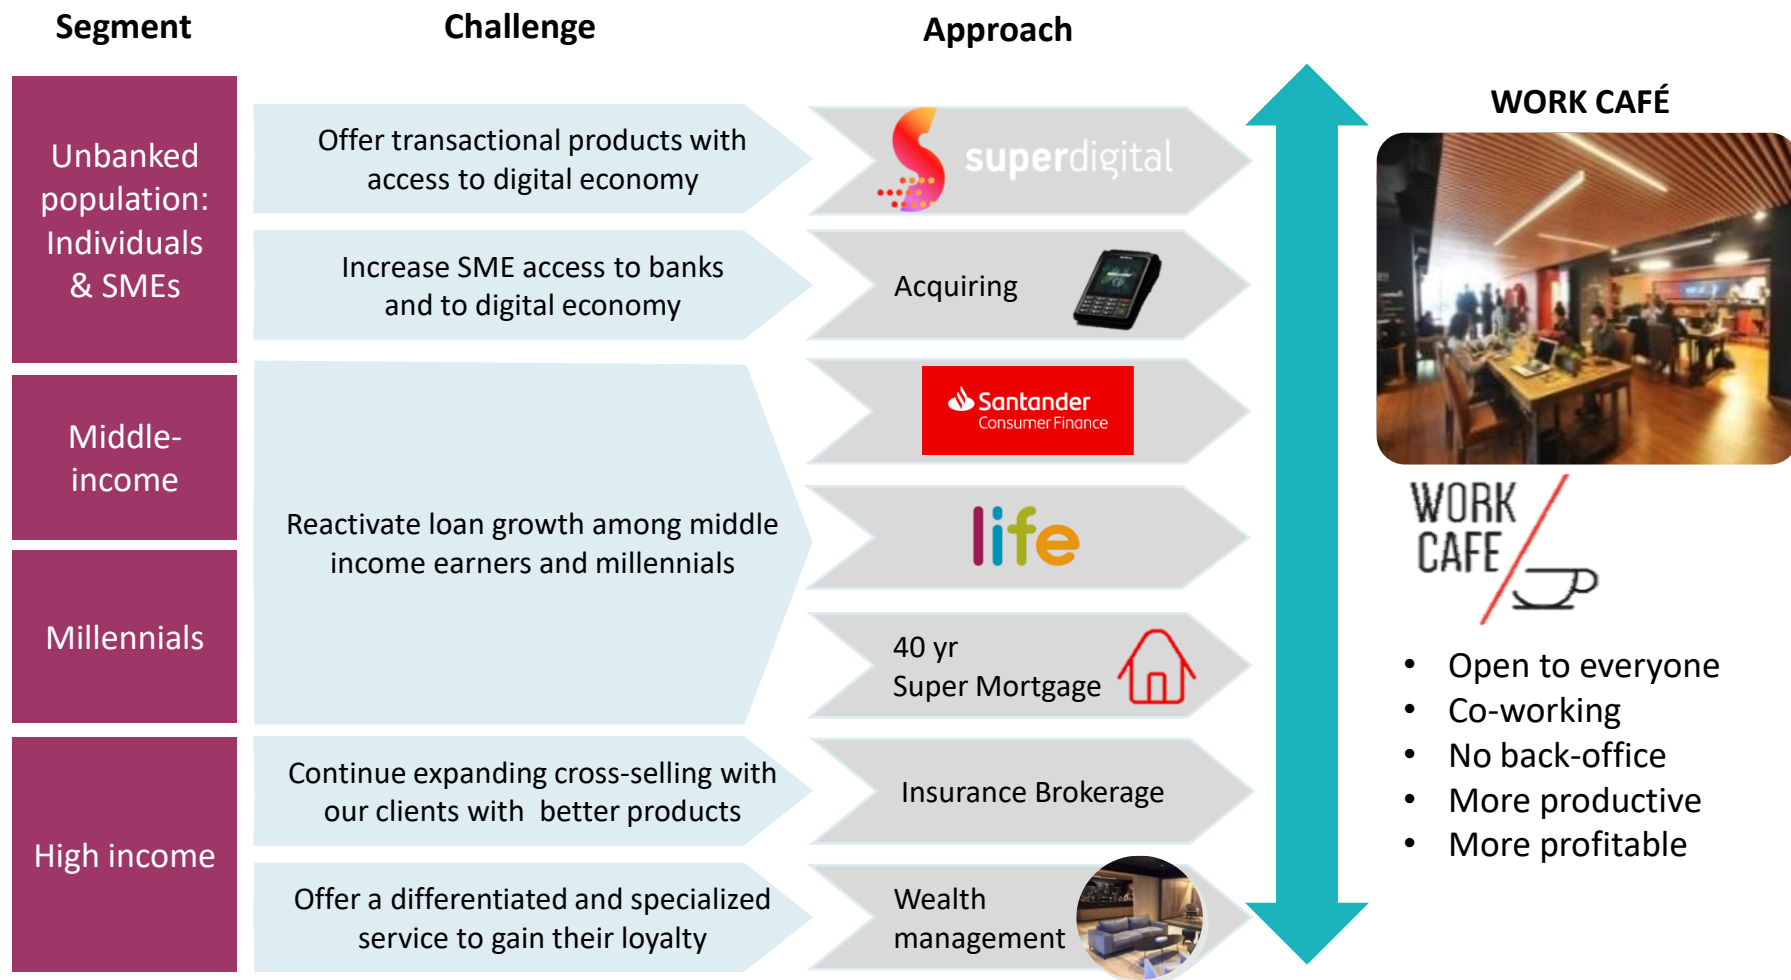 Segment
Challenge
Approach
Unbanked
population:
Individuals
& SMEs
Offer transactional products with
access to digital economy
superdigital
Increase SME access to banks
and to digital economy
Acquiring
Middle-
income
Millennials
Reactivate loan growth among middle
income earners and millennials
Santander
Consumer Finance
life
40 yr
Super Mortgage
High income
Continue expanding cross-selling with
our clients with better products
Insurance Brokerage
Offer a differentiated and specialized
service to gain their loyalty
Wealth
management
WORK CAFÉ
WORK
CAFE
• Open to everyone
• Co-working
• No back-office
• More productive
• More profitable